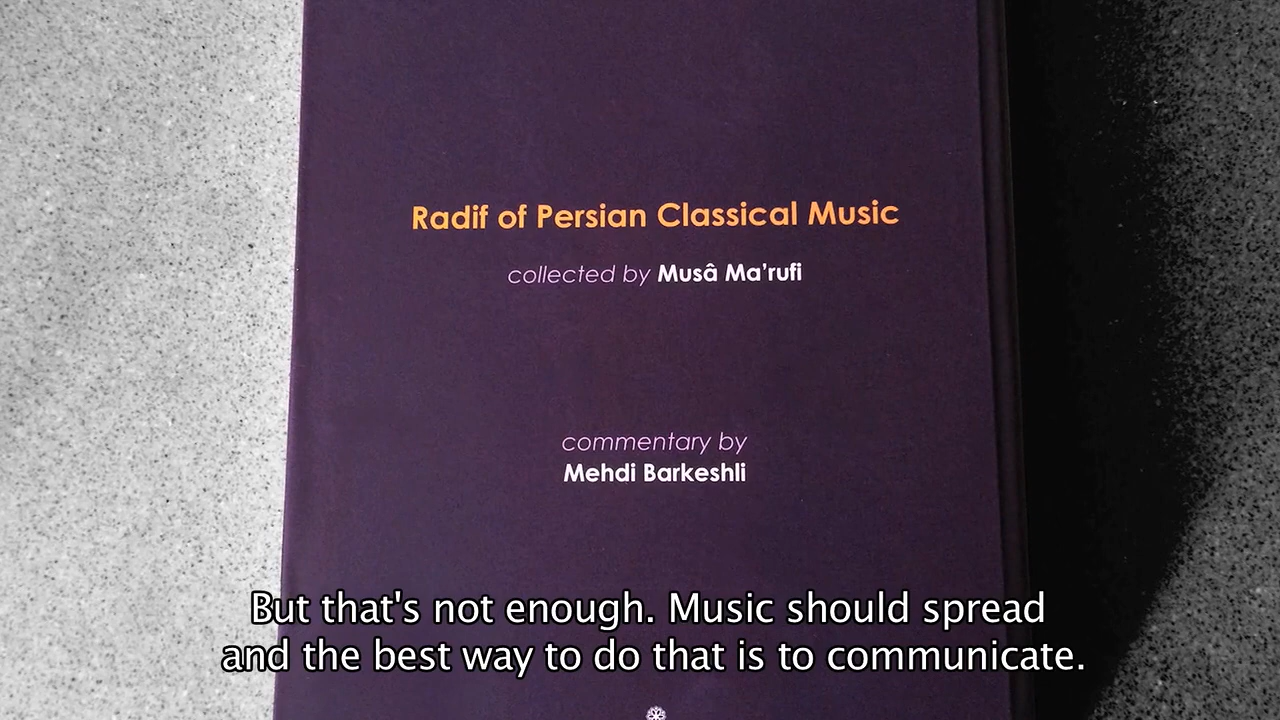 Radif of Persian Classical Music
collected by Musâ Ma'rufi
commentary by
Mehdi Barkeshli
But that's not enough. Music should spread
and the best way to do that is to communicate.